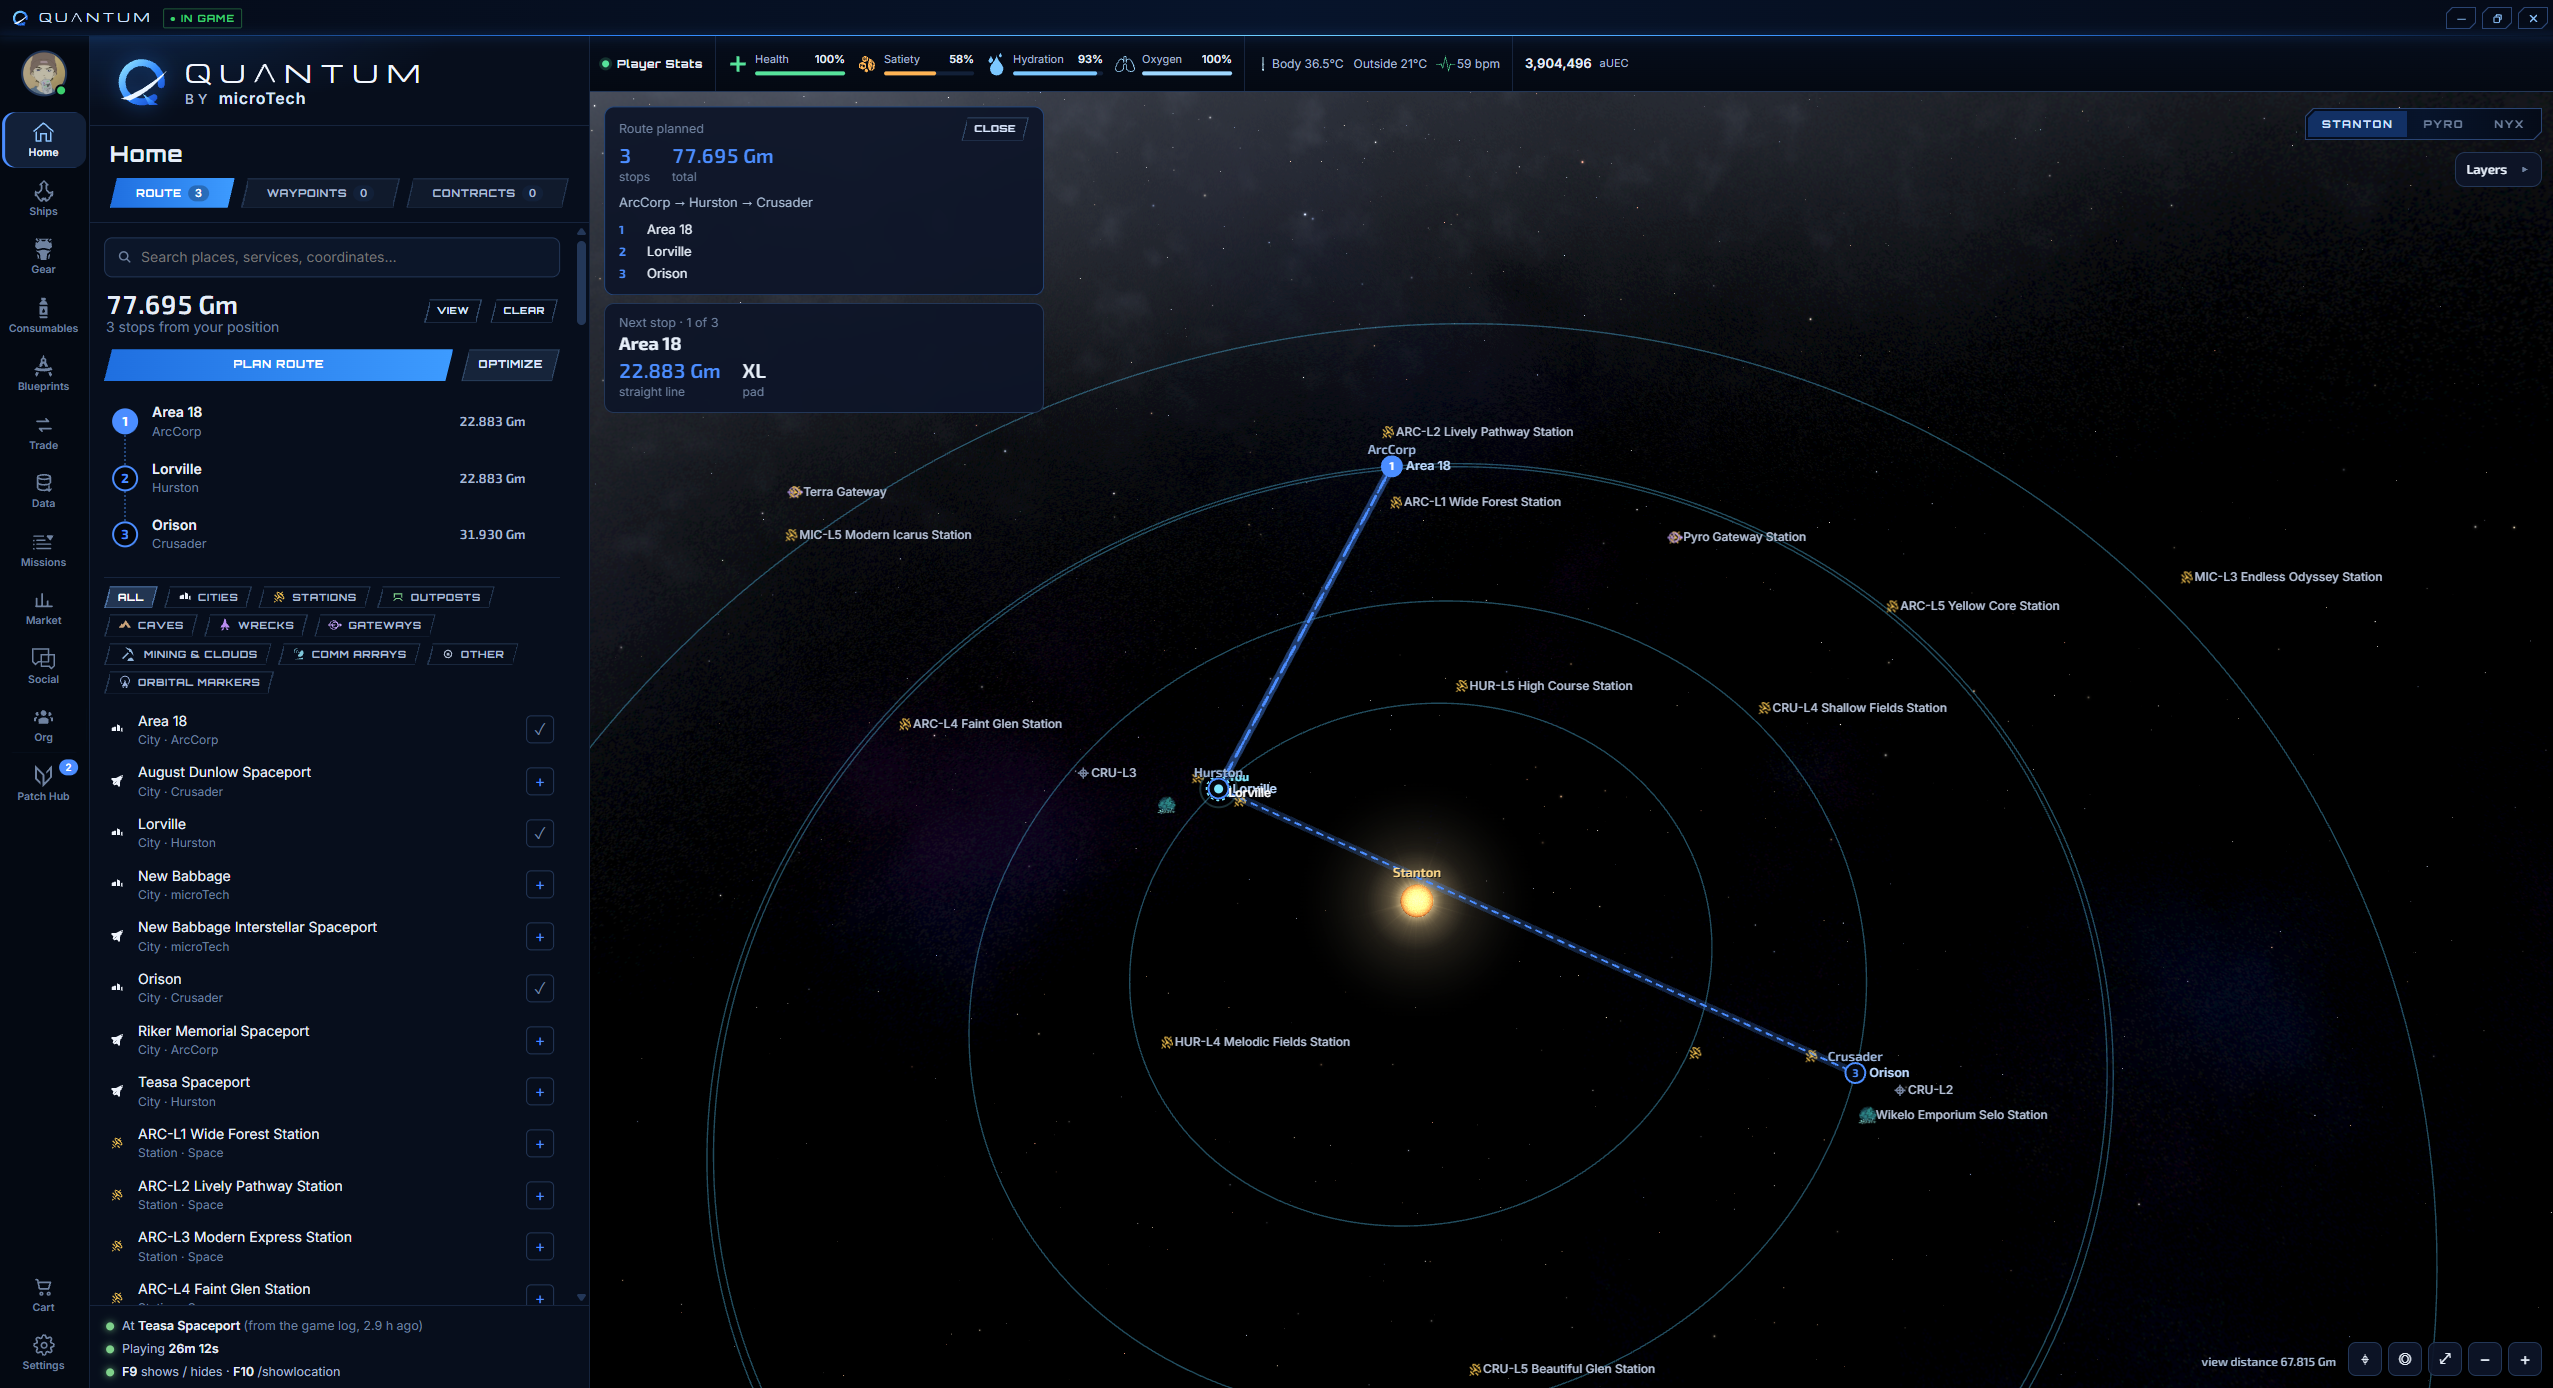 QUANTUM
• IN GAME
QUANTUM
BY microTech
Player Stats
Health 100%
Satiety 58%
Hydration 93%
Oxygen 100%
Body 36.5°C Outside 21°C 59 bpm
3,904,496 aUEC
Home
Ships
Gear
Consumables
Blueprints
Trade
Data
Missions
Market
Social
Org
2
Patch Hub
Cart
Settings
Home
ROUTE 3
WAYPOINTS 0
CONTRACTS 0
Search places, services, coordinates...
77.695 Gm
3 stops from your position
VIEW
CLEAR
PLAN ROUTE
OPTIMIZE
1 Area 18 22.883 Gm
ArcCorp
2 Lorville 22.883 Gm
Hurston
3 Orison 31.930 Gm
Crusader
ALL CITIES STATIONS OUTPOSTS
CAVES WRECKS GATEWAYS
MINING & CLOUDS COMM ARRAYS OTHER
ORBITAL MARKERS
Area 18
City · ArcCorp
August Dunlow Spaceport
City · Crusader
Lorville
City · Hurston
New Babbage
City · microTech
New Babbage Interstellar Spaceport
City · microTech
Orison
City · Crusader
Riker Memorial Spaceport
City · ArcCorp
Teasa Spaceport
City · Hurston
ARC-L1 Wide Forest Station
Station · Space
ARC-L2 Lively Pathway Station
Station · Space
ARC-L3 Modern Express Station
Station · Space
ARC-L4 Faint Glen Station
At Teasa Spaceport (from the game log, 2.9 h ago)
Playing 26m 12s
F9 shows / hides · F10 /showlocation
Route planned
CLOSE
3 77.695 Gm
stops total
ArcCorp → Hurston → Crusader
1 Area 18
2 Lorville
3 Orison
Next stop · 1 of 3
Area 18
22.883 Gm XL
straight line pad
STANTON PYRO NYX
Layers
ARC-L2 Lively Pathway Station
ArcCorp
1 Area 18
Terra Gateway
ARC-L1 Wide Forest Station
MIC-L5 Modern Icarus Station
Pyro Gateway Station
MIC-L3 Endless Odyssey Station
ARC-L5 Yellow Core Station
HUR-L5 High Course Station
CRU-L4 Shallow Fields Station
ARC-L4 Faint Glen Station
CRU-L3
Hurston
Lorville
Lorville
Stanton
HUR-L4 Melodic Fields Station
Crusader
3 Orison
CRU-L2
Wikelo Emporium Selo Station
CRU-L5 Beautiful Glen Station
view distance 67.815 Gm